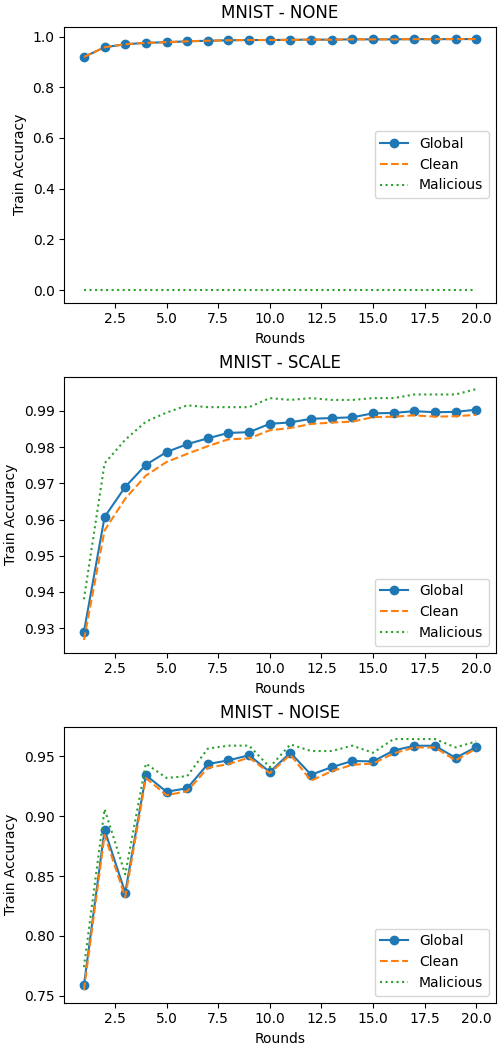 MNIST - NONE
1.0
0.8
0.6
0.4
0.2
0.0
Train Accuracy
Global
Clean
Malicious
2.5 5.0 7.5 10.0 12.5 15.0 17.5 20.0
Rounds
MNIST - SCALE
0.99
0.98
0.97
0.96
0.95
0.94
0.93
Train Accuracy
Global
Clean
Malicious
2.5 5.0 7.5 10.0 12.5 15.0 17.5 20.0
Rounds
MNIST - NOISE
0.95
0.90
0.85
0.80
0.75
Train Accuracy
Global
Clean
Malicious
2.5 5.0 7.5 10.0 12.5 15.0 17.5 20.0
Rounds